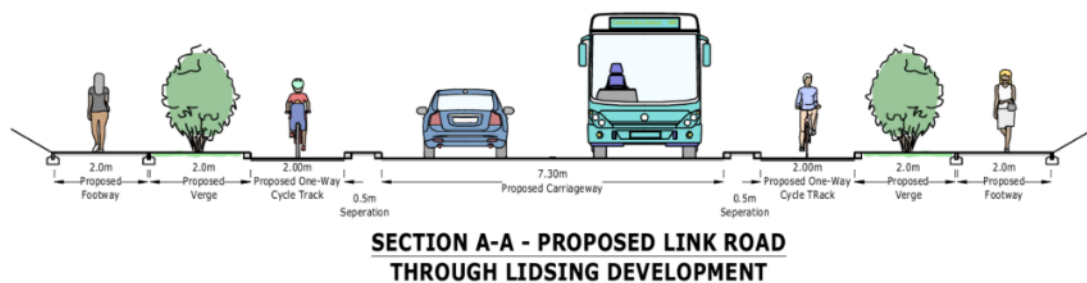 2.0m
Proposed
Footway
2.0m
Proposed
Verge
2.00m
Proposed One-Way
Cycle Track
0.5m
Seperation
7.30m
Proposed Carriageway
0.5m
Seperation
2.00m
Proposed One-Way
Cycle TRack
2.0m
Proposed
Verge
2.0m
Proposed
Footway
SECTION A-A - PROPOSED LINK ROAD
THROUGH LIDSING DEVELOPMENT